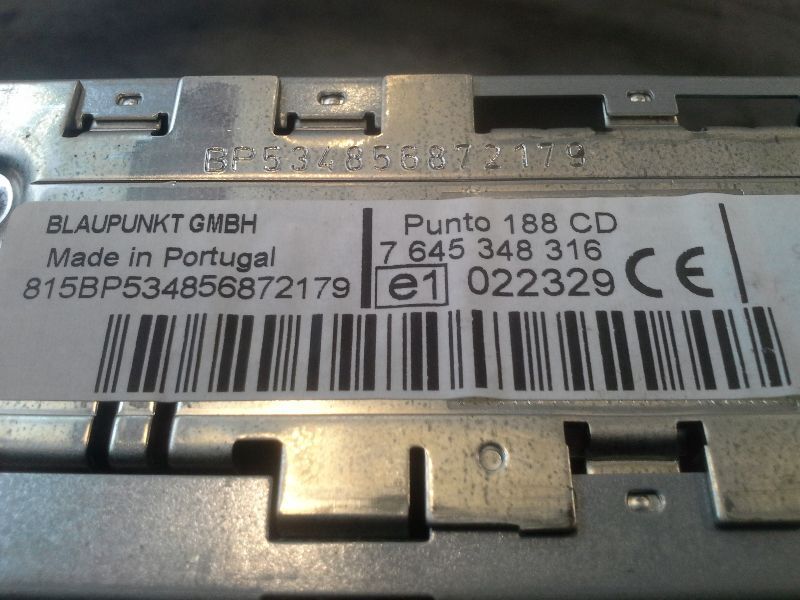 BP534856872179
BLAUPUNKT GMBH
Made in Portugal
815BP534856872179
Punto 188 CD
7 645 348 316
e1 022329 CE